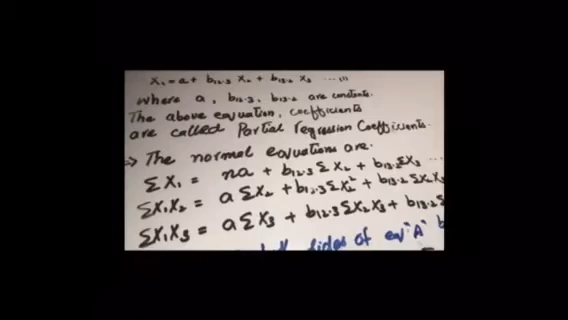 X₁ = a + b₁₂.₃ X₂ + b₁₃.₂ X₃ ...(1)
where a, b₁₂.₃, b₁₃.₂ are constants.
The above equation, coefficients
are called Partial regression Coefficients.
⇒ The normal equations are.
ΣX₁ = na + b₁₂.₃ ΣX₂ + b₁₃.₂ ΣX₃ ...
ΣX₁X₂ = a ΣX₂ + b₁₂.₃ ΣX₂² + b₁₃.₂ ΣX₂X₃
ΣX₁X₃ = a ΣX₃ + b₁₂.₃ ΣX₂X₃ + b₁₃.₂ Σ
sides of eq "A" b